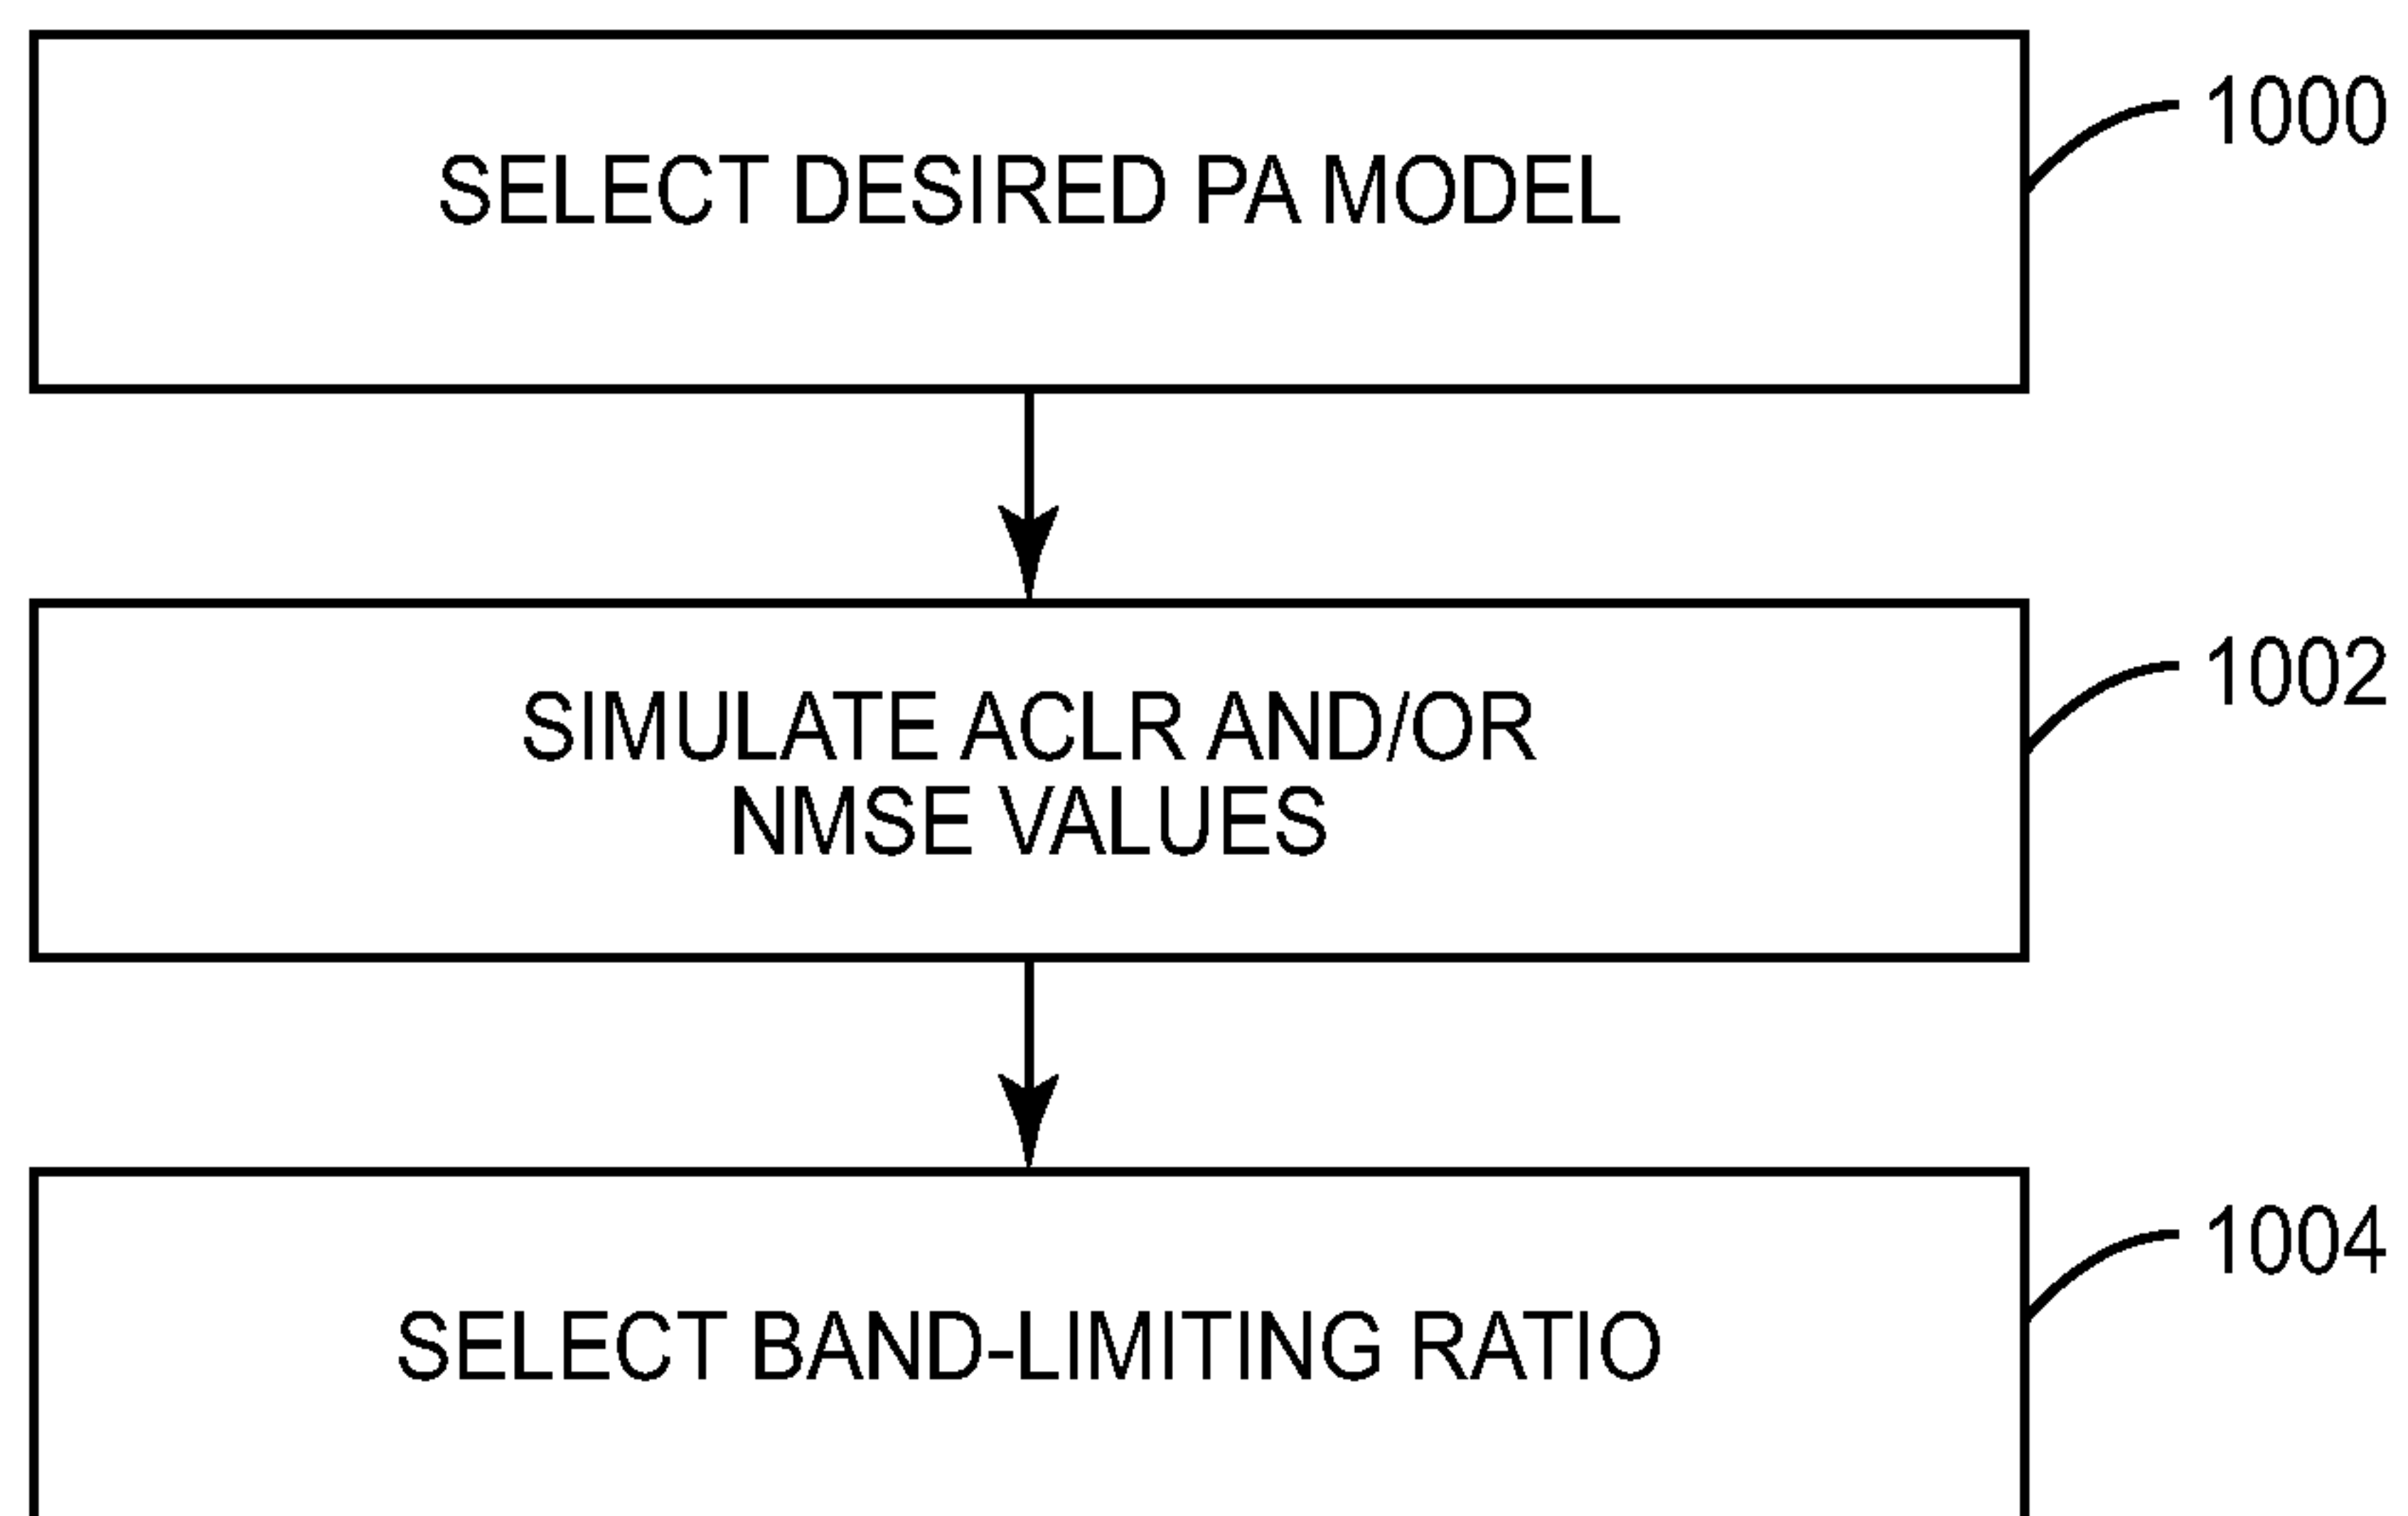 SELECT DESIRED PA MODEL
1000
SIMULATE ACLR AND/OR
NMSE VALUES
1002
SELECT BAND-LIMITING RATIO
1004